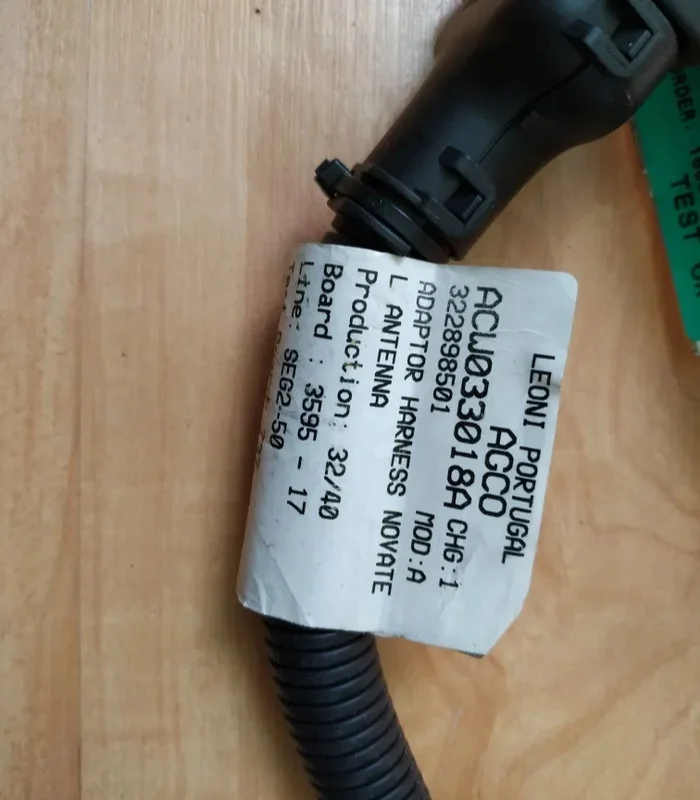 LEONI PORTUGAL
AGCO
ACW0330018A CHG:1
322898501 MOD:A
ADAPTOR HARNESS NOVATE
L ANTENNA
Production: 32/40
Board : 3595 - 17
Line: SEG2-50
ORDER:
TEST